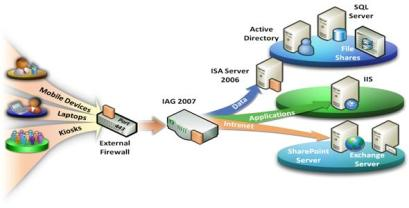 SQL
Server
Active
Directory
File
Shares
ISA Server
2006
Mobile Devices
IAG 2007
Data
IIS
Laptops
Port
443
Applications
Kiosks
External
Firewall
Intranet
SharePoint
Server
Exchange
Server